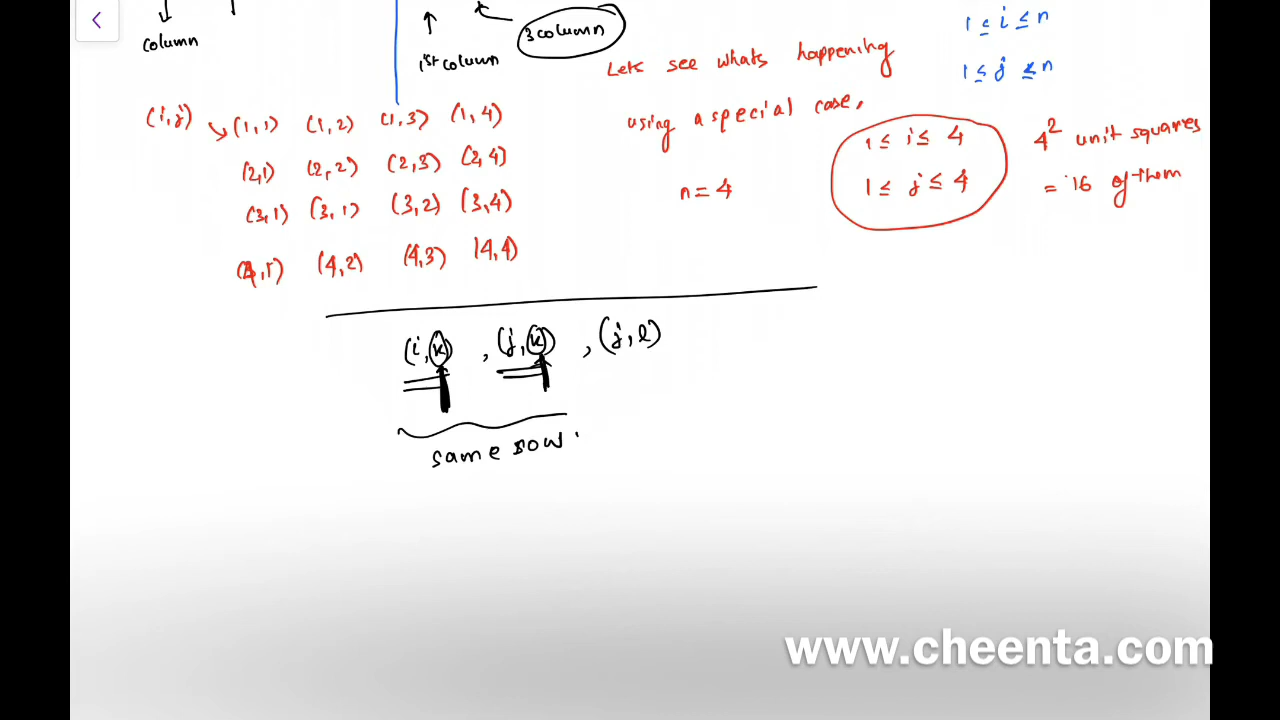 column
1st column
3 column
Lets see whats happening
using a special case.
n = 4
1 ≤ i ≤ n
1 ≤ j ≤ n
1 ≤ i ≤ 4
1 ≤ j ≤ 4
4² unit squares
= 16 of them
(i,j) → (1,1) (1,2) (1,3) (1,4)
(2,1) (2,2) (2,3) (2,4)
(3,1) (3,1) (3,2) (3,4)
(4,1) (4,2) (4,3) (4,4)
(i,k) , (j,k) , (j,l)
same row.
www.cheenta.com